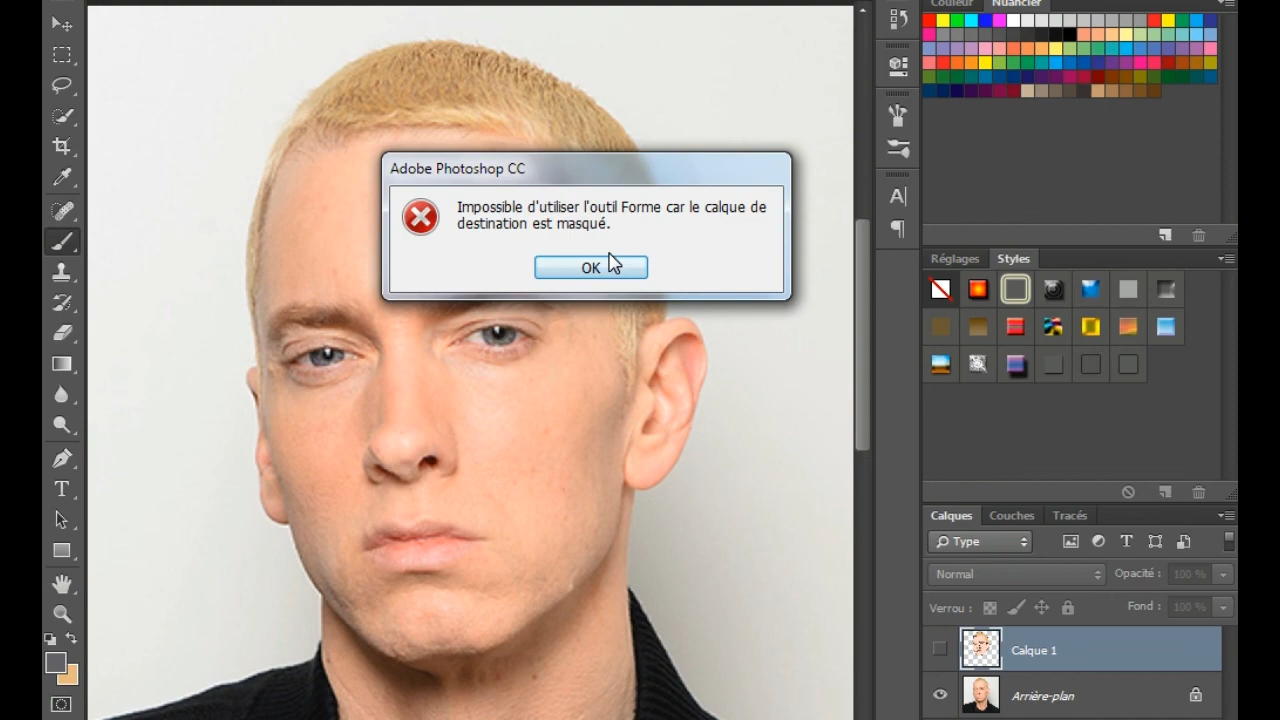 Couleur
Nuancier
Adobe Photoshop CC
Impossible d'utiliser l'outil Forme car le calque de
destination est masqué.
OK
Réglages
Styles
Calques
Couches
Tracés
Type
Normal
Opacité :
100 %
Verrou :
Fond :
100 %
Calque 1
Arrière-plan